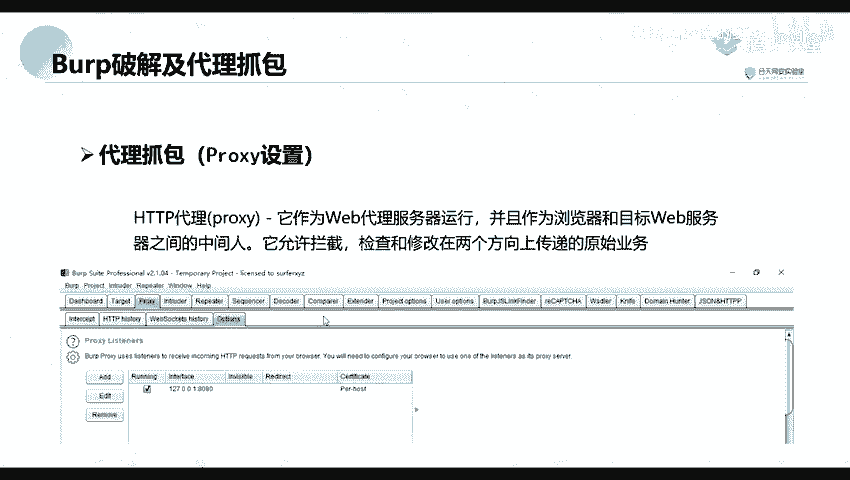 Burp破解及代理抓包
合天网安实验室
➢ 代理抓包（Proxy设置）
HTTP代理(proxy) - 它作为Web代理服务器运行，并且作为浏览器和目标Web服务
器之间的中间人。它允许拦截，检查和修改在两个方向上传递的原始业务
Burp Suite Professional v2.1.04 - Temporary Project - licensed to surferxyz
Burp Project Intruder Repeater Window Help
Dashboard Target Proxy Intruder Repeater Sequencer Decoder Comparer Extender Project options User options BurpJSLinkFinder reCAPTCHA Wsdler Knife Domain Hunter JSON&HTTPP
Intercept HTTP history WebSockets history Options
Proxy Listeners
Burp Proxy uses listeners to receive incoming HTTP requests from your browser. You will need to configure your browser to use one of the listeners as its proxy server.
Add Running Interface Invisible Redirect Certificate
127.0.0.1:8080 Per-host
Edit
Remove